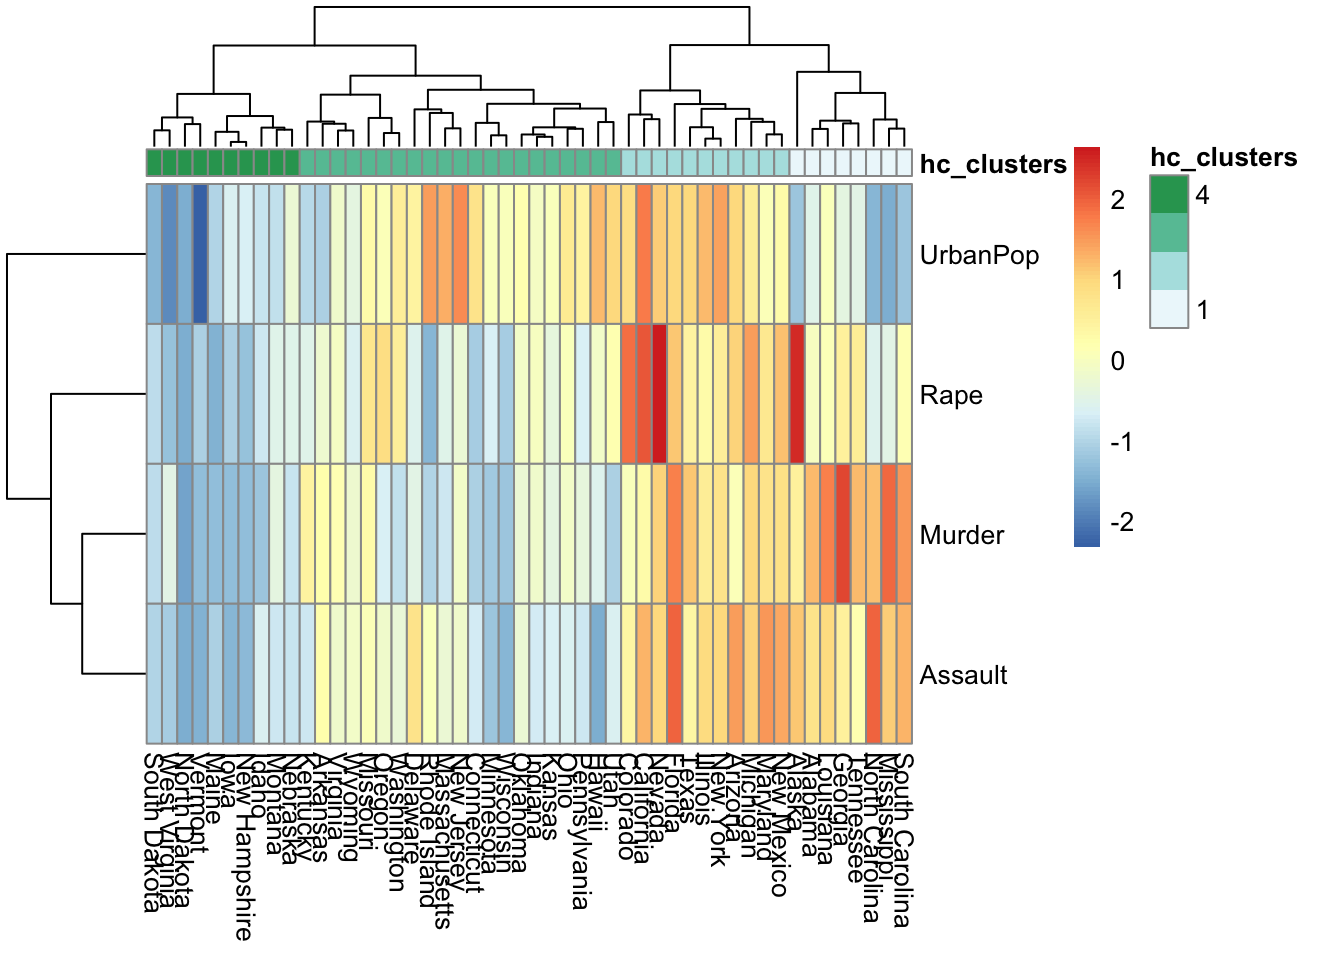 hc_clusters
hc_clusters
4
1
2
1
0
-1
-2
UrbanPop
Rape
Murder
Assault
South Dakota
West Virginia
North Dakota
Vermont
Maine
Iowa
New Hampshire
Idaho
Montana
Nebraska
Kentucky
Arkansas
Virginia
Wyoming
Missouri
Oregon
Washington
Delaware
Rhode Island
Massachusetts
New Jersey
Connecticut
Minnesota
Wisconsin
Oklahoma
Indiana
Kansas
Ohio
Pennsylvania
Hawaii
Utah
Colorado
California
Nevada
Florida
Texas
Illinois
New York
Arizona
Michigan
Maryland
New Mexico
Alaska
Alabama
Louisiana
Georgia
Tennessee
North Carolina
Mississippi
South Carolina